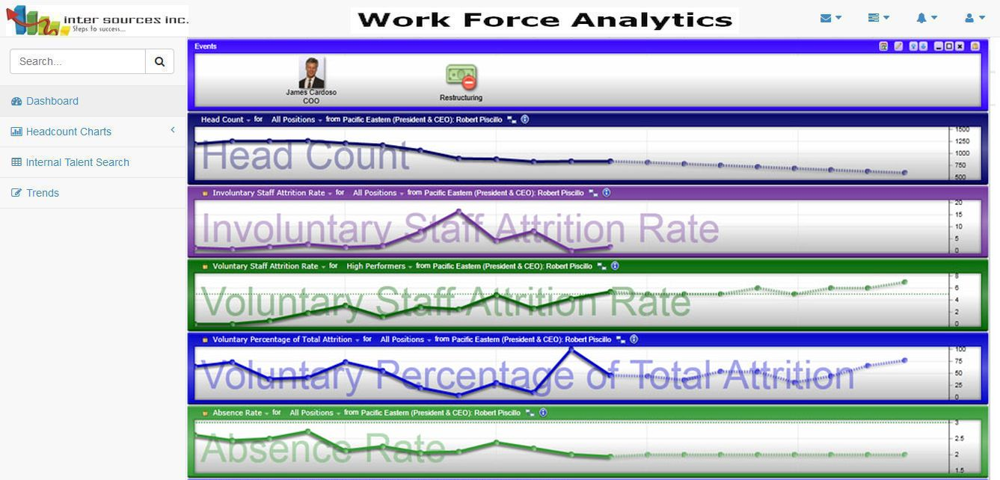 inter sources inc.
Steps to success...
Work Force Analytics
Search...
Dashboard
Headcount Charts
Internal Talent Search
Trends
Events
James Cardoso
COO
Restructuring
Head Count for All Positions from Pacific Eastern (President & CEO): Robert Piscillo
Head Count
1500
1250
1000
750
500
Involuntary Staff Attrition Rate for All Positions from Pacific Eastern (President & CEO): Robert Piscillo
Involuntary Staff Attrition Rate
20
15
10
5
0
Voluntary Staff Attrition Rate for High Performers from Pacific Eastern (President & CEO): Robert Piscillo
Voluntary Staff Attrition Rate
8
6
4
2
0
Voluntary Percentage of Total Attrition for All Positions from Pacific Eastern (President & CEO): Robert Piscillo
Voluntary Percentage of Total Attrition
100
75
50
25
0
Absence Rate for All Positions from Pacific Eastern (President & CEO): Robert Piscillo
Absence Rate
3
2.5
2
1.5